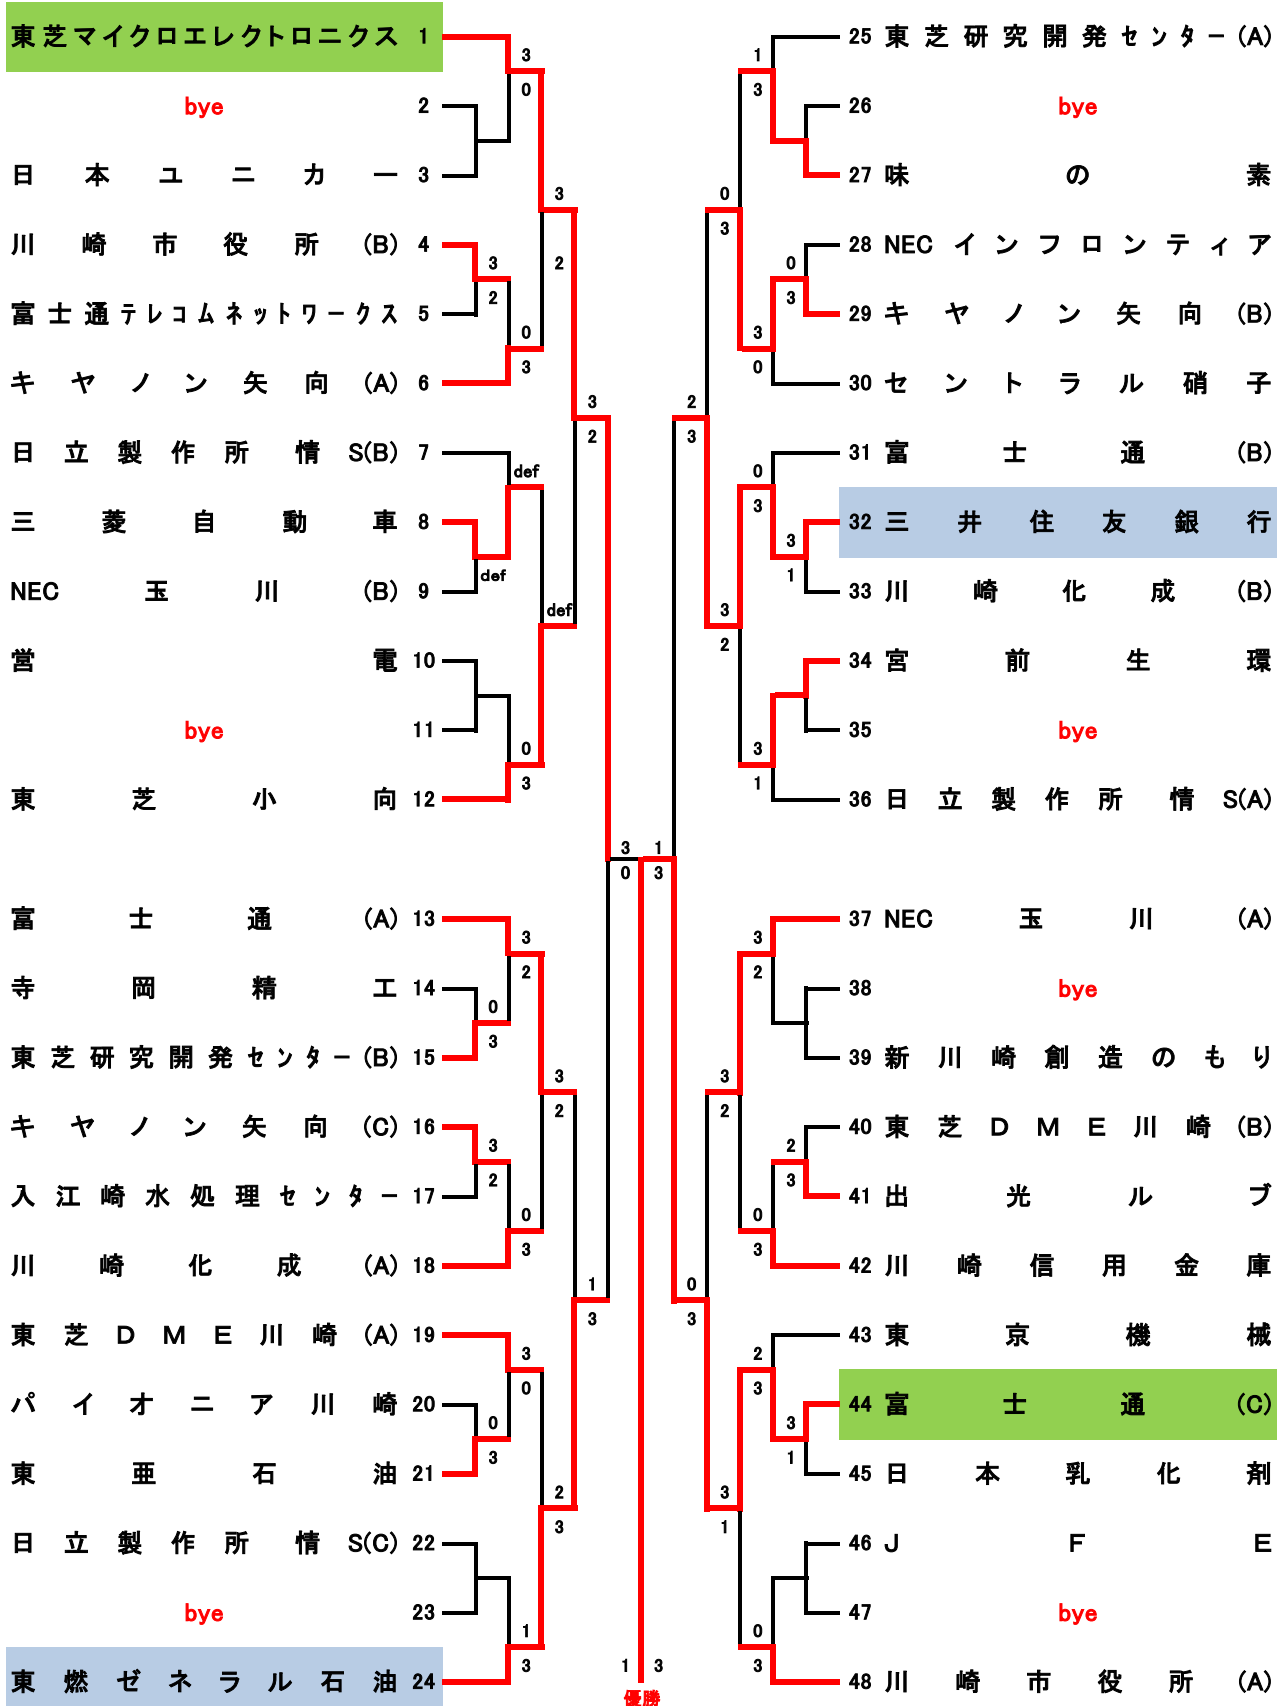 東芝マイクロエレクトロニクス 1
bye 2
日本ユニカー 3
川崎市役所 (B) 4
富士通テレコムネットワークス 5
キヤノン矢向 (A) 6
日立製作所情S(B) 7
三菱自動車 8
NEC玉川 (B) 9
営電 10
bye 11
東芝小向 12
富士通 (A) 13
寺岡精工 14
東芝研究開発センター(B) 15
キヤノン矢向 (C) 16
入江崎水処理センター 17
川崎化成 (A) 18
東芝DME川崎 (A) 19
パイオニア川崎 20
東亜石油 21
日立製作所情S(C) 22
bye 23
東燃ゼネラル石油 24
3
0
3
2
3
2
0
3
3
2
def
def
def
0
3
3
0
3
2
0
3
3
2
3
2
0
3
1
3
3
0
0
3
2
3
1
3
1 3
優勝
1
3
1
3
0
3
0
3
3
0
2
3
0
3
3
1
3
2
3
1
3
2
3
2
2
3
0
3
0
3
2
3
3
1
3
1
0
3
25 東芝研究開発センター(A)
26 bye
27 味の素
28 NECインフロンティア
29 キヤノン矢向 (B)
30 セントラル硝子
31 富士通 (B)
32 三井住友銀行
33 川崎化成 (B)
34 宮前生環
35 bye
36 日立製作所情S(A)
37 NEC玉川 (A)
38 bye
39 新川崎創造のもり
40 東芝DME川崎 (B)
41 出光ルブ
42 川崎信用金庫
43 東京機械
44 富士通 (C)
45 日本乳化剤
46 JFE
47 bye
48 川崎市役所 (A)